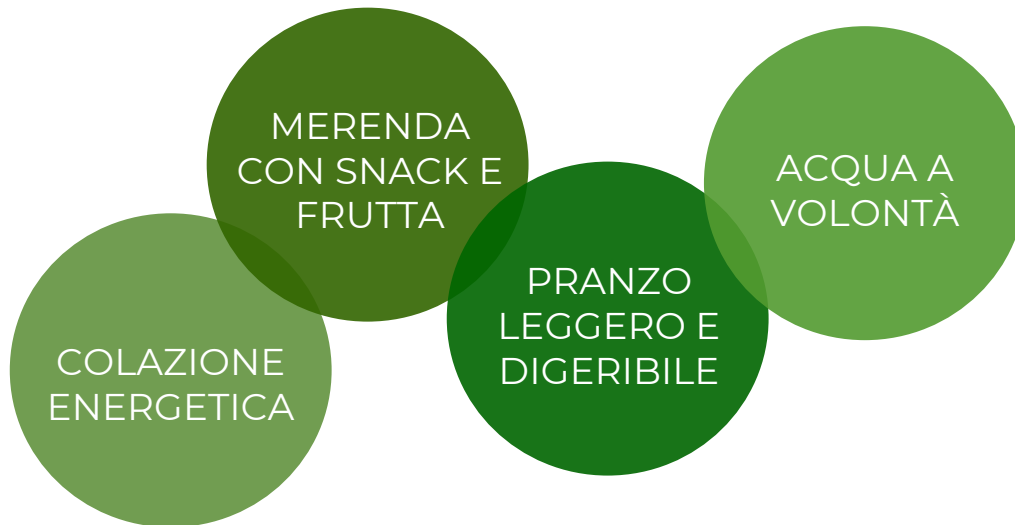 COLAZIONE
ENERGETICA
MERENDA
CON SNACK E
FRUTTA
PRANZO
LEGGERO E
DIGERIBILE
ACQUA A
VOLONTÀ